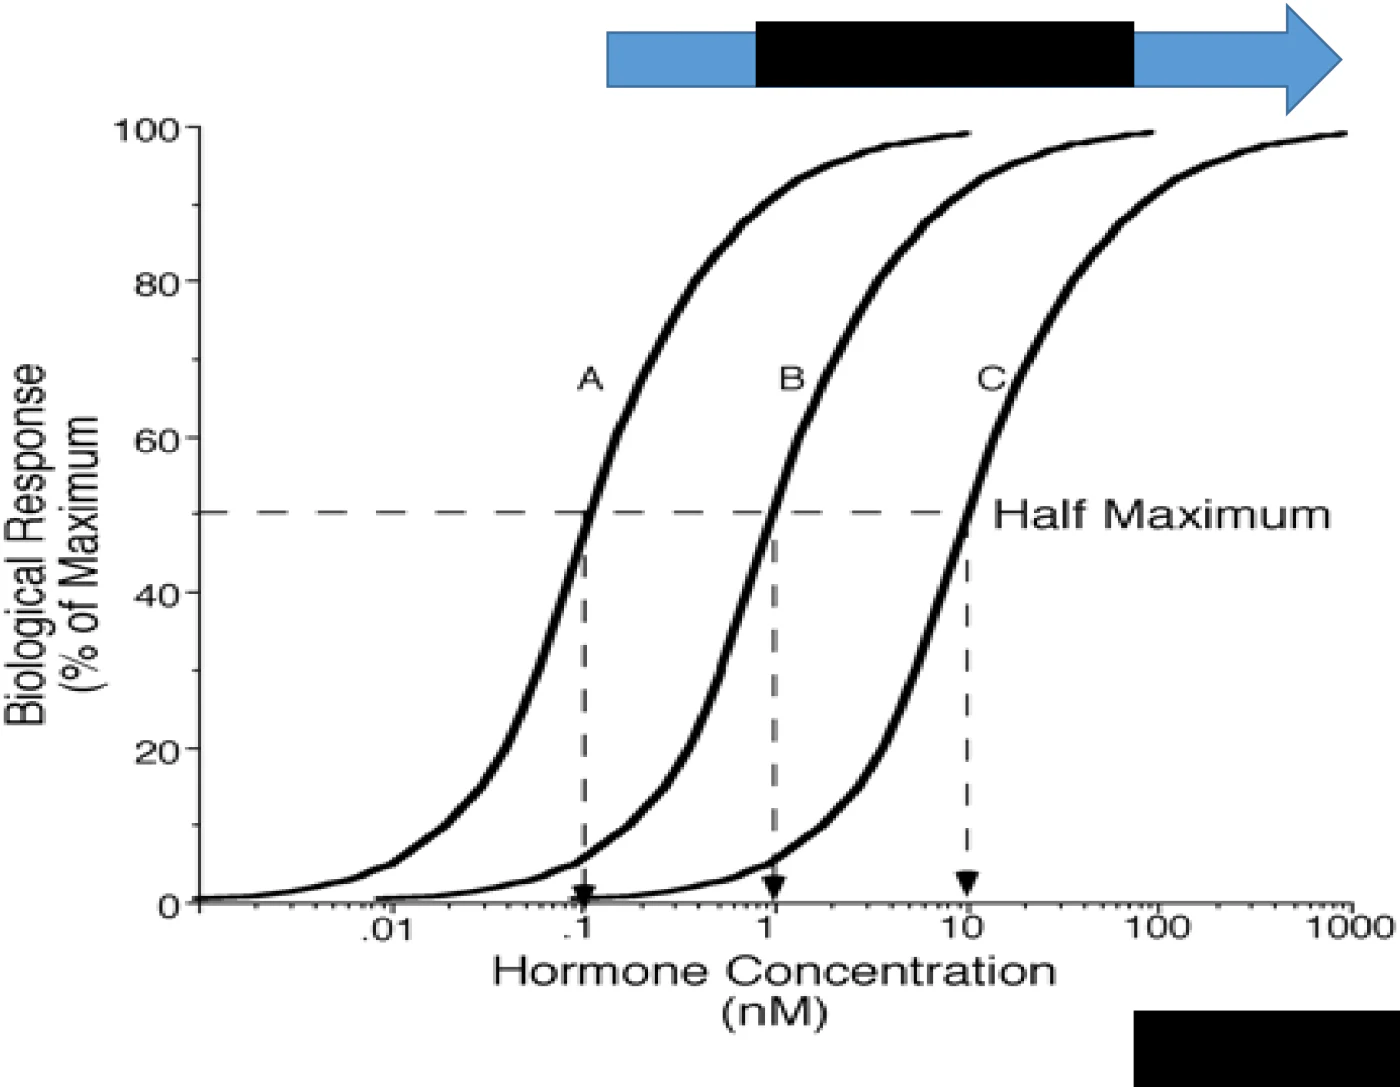 100
80
60
40
20
0
Biological Response
(% of Maximum
A
B
C
Half Maximum
.01
.1
1
10
100
1000
Hormone Concentration
(nM)